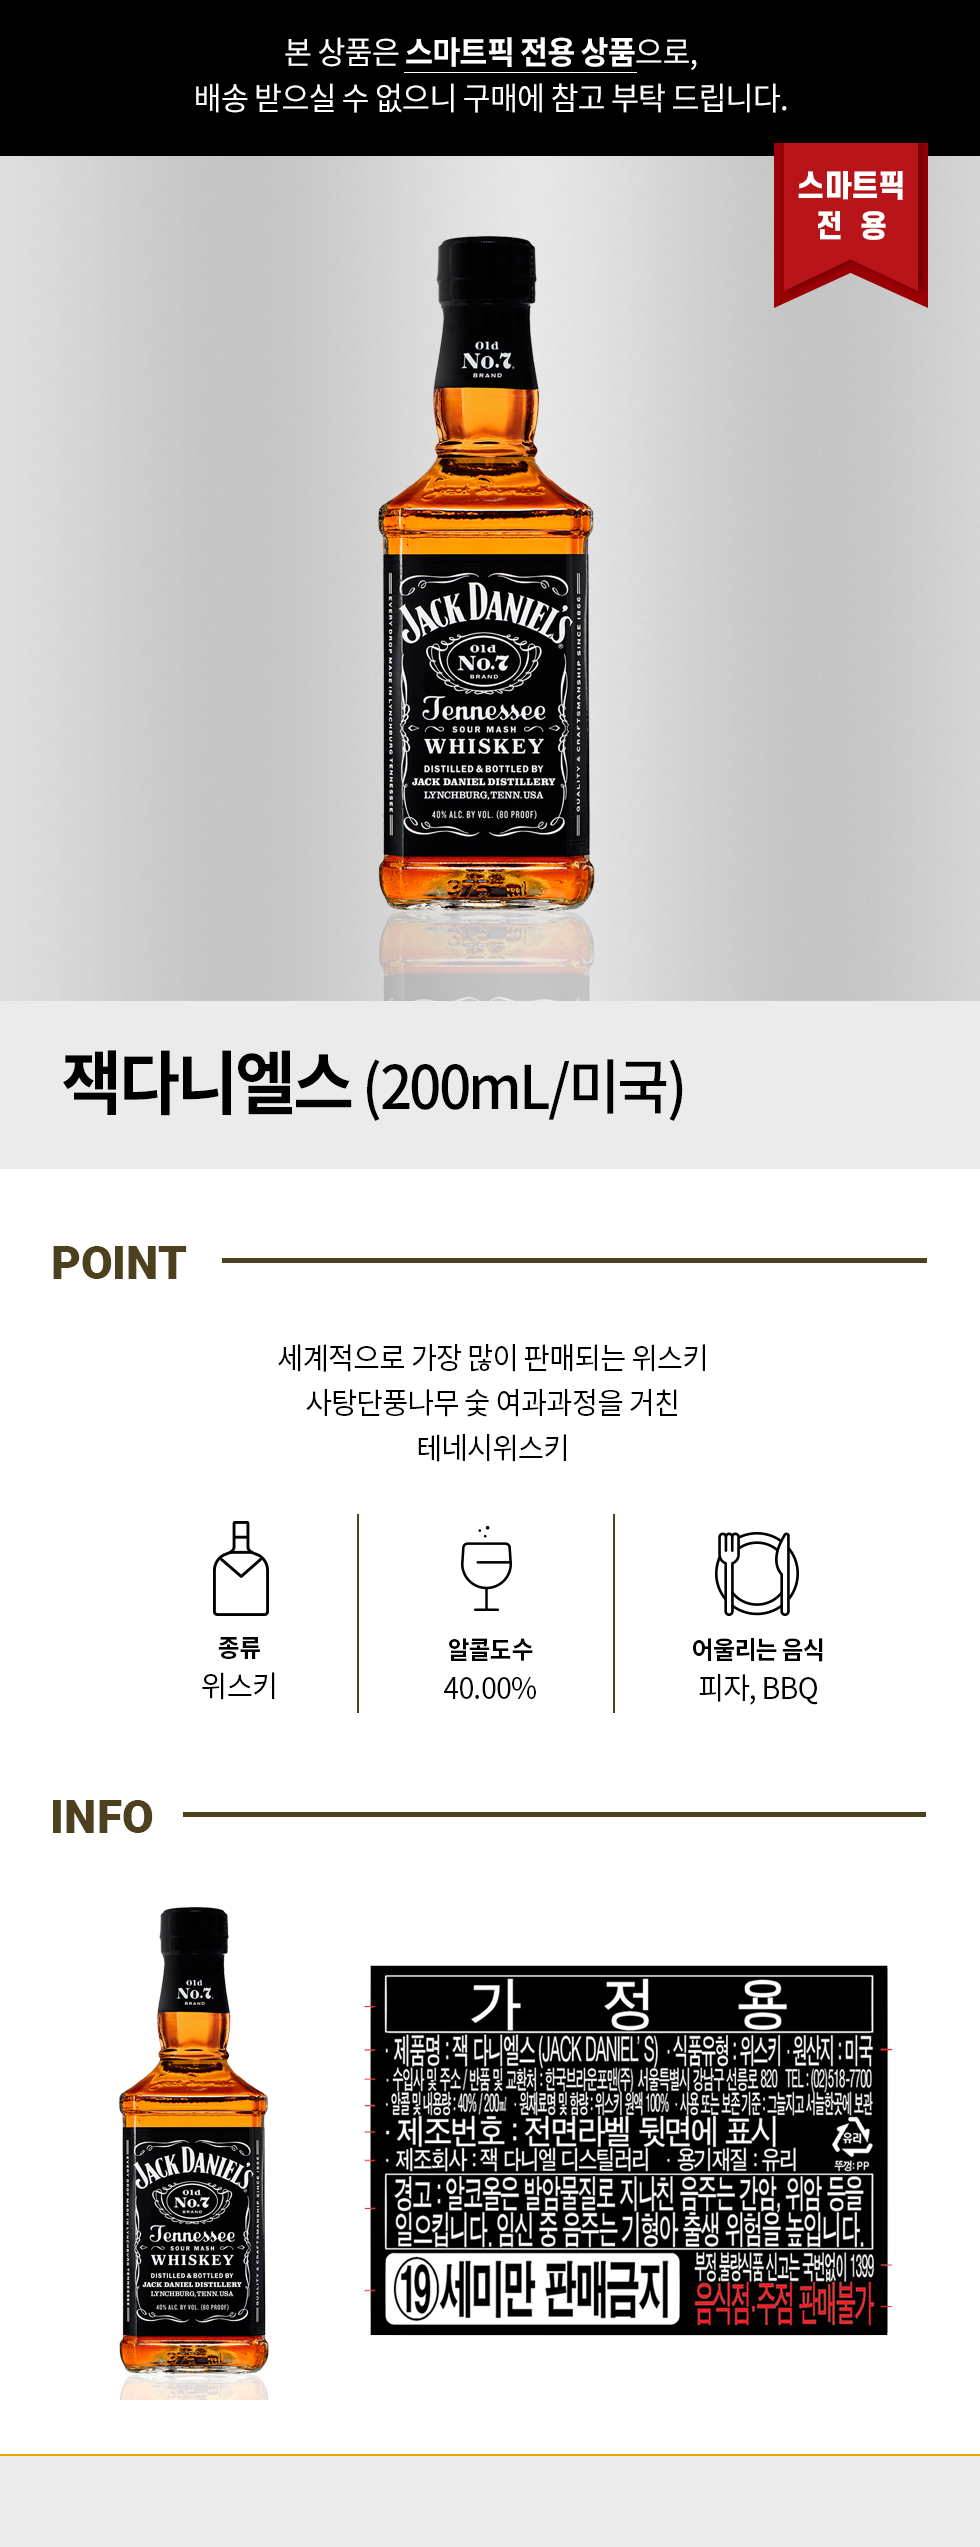 본 상품은 스마트픽 전용 상품으로,
배송 받으실 수 없으니 구매에 참고 부탁 드립니다.
스마트픽
전 용
Old
No.7
BRAND
JACK DANIEL'S
Old
No.7
BRAND
Tennessee
SOUR MASH
WHISKEY
DISTILLED & BOTTLED BY
JACK DANIEL DISTILLERY
LYNCHBURG, TENN. USA
40% ALC. BY VOL. (80 PROOF)
EVERY DROP MADE IN LYNCHBURG TENNESSEE
QUALITY & CRAFTSMANSHIP SINCE 1866
375 ml
잭다니엘스 (200mL/미국)
POINT
세계적으로 가장 많이 판매되는 위스키
사탕단풍나무 숯 여과과정을 거친
테네시위스키
종류
위스키
알콜도수
40.00%
어울리는 음식
피자, BBQ
INFO
Old
No.7
BRAND
JACK DANIEL'S
Old
No.7
BRAND
Tennessee
SOUR MASH
WHISKEY
DISTILLED & BOTTLED BY
JACK DANIEL DISTILLERY
LYNCHBURG, TENN. USA
40% ALC. BY VOL. (80 PROOF)
가 정 용
· 제품명 : 잭 다니엘스 (JACK DANIEL' S) · 식품유형 : 위스키 · 원산지 : 미국
· 수입사 및 주소 / 반품 및 교환처 : 한국브라운포맨(주) 서울특별시 강남구 선릉로 820 TEL : (02)518-7700
· 알콜 및 내용량 : 40% / 200㎖ · 원재료명 및 함량 : 위스키 원액 100% · 사용 또는 보존 기준 : 그늘지고 서늘한곳에 보관
· 제조번호 : 전면라벨 뒷면에 표시
· 제조회사 : 잭 다니엘 디스틸러리 · 용기재질 : 유리
유리
뚜껑: PP
경고 : 알코올은 발암물질로 지나친 음주는 간암, 위암 등을
일으킵니다. 임신 중 음주는 기형아 출생 위험을 높입니다.
19세미만 판매금지
부정,불량식품 신고는 국번없이 1399
음식점·주점 판매불가